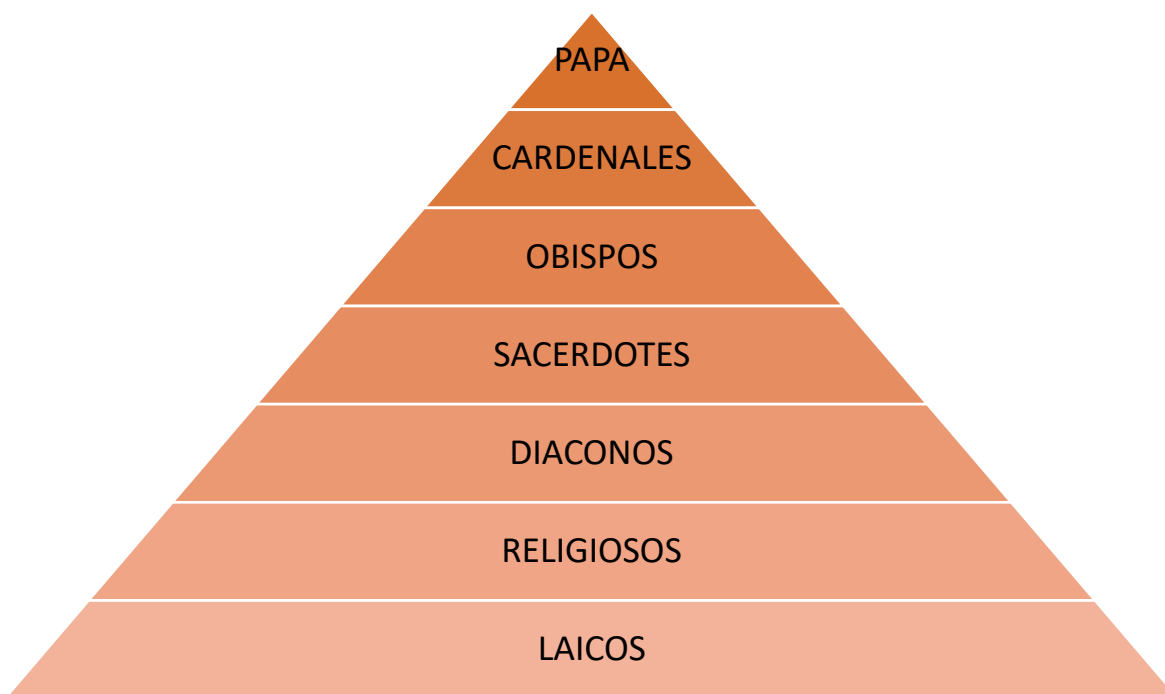 PAPA
CARDENALES
OBISPOS
SACERDOTES
DIACONOS
RELIGIOSOS
LAICOS